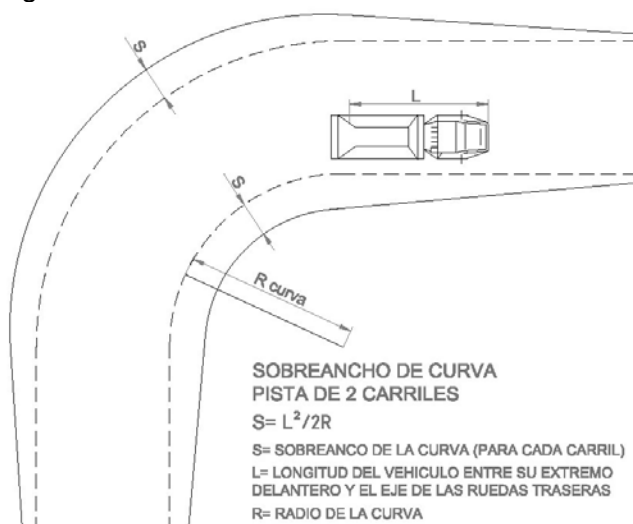 S
L
S
R curva
SOBREANCHO DE CURVA
PISTA DE 2 CARRILES
S= L²/2R
S= SOBREANCO DE LA CURVA (PARA CADA CARRIL)
L= LONGITUD DEL VEHICULO ENTRE SU EXTREMO
DELANTERO Y EL EJE DE LAS RUEDAS TRASERAS
R= RADIO DE LA CURVA